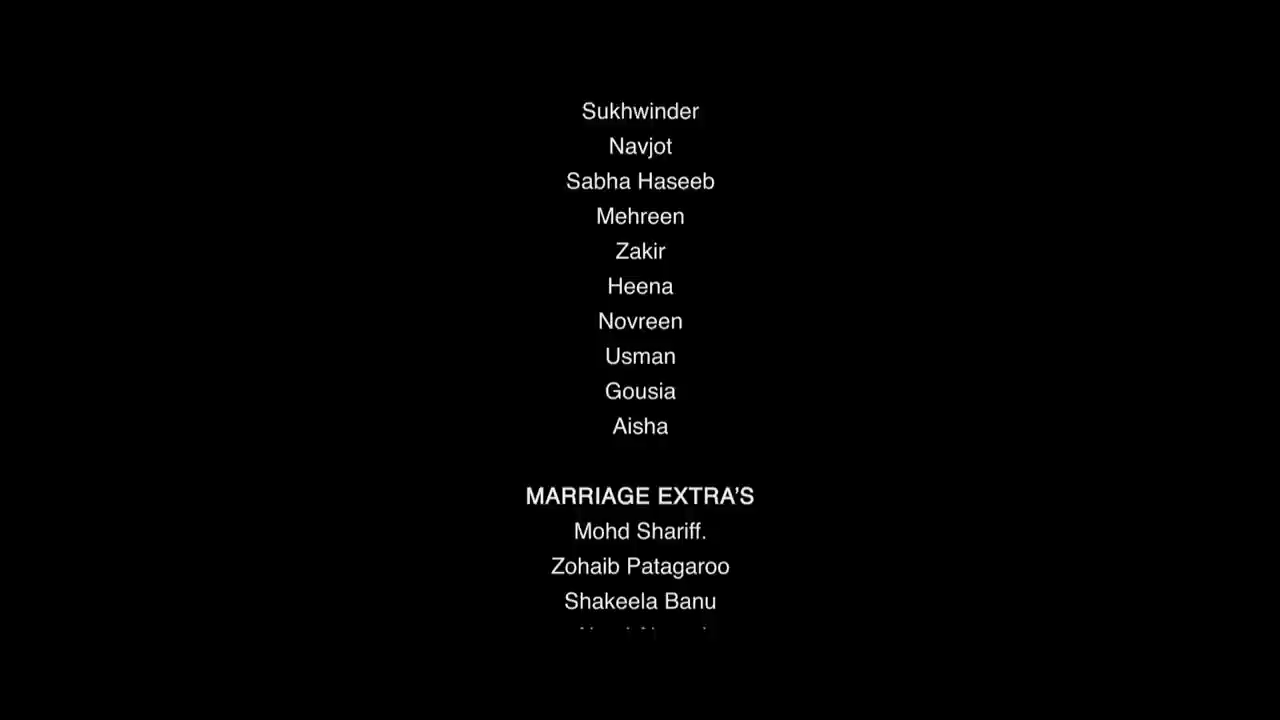 Sukhwinder
Navjot
Sabha Haseeb
Mehreen
Zakir
Heena
Novreen
Usman
Gousia
Aisha
MARRIAGE EXTRA'S
Mohd Shariff.
Zohaib Patagaroo
Shakeela Banu